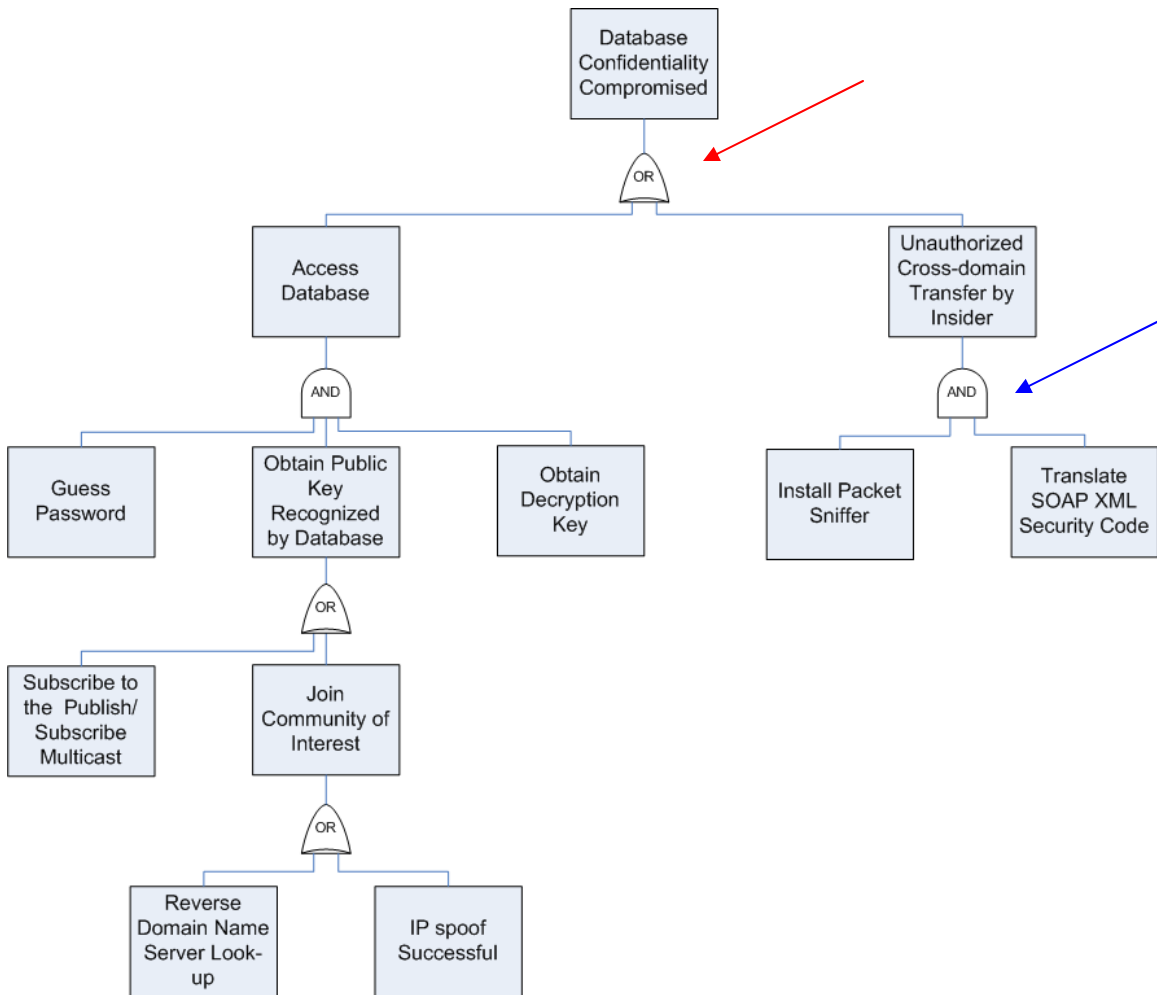 Database
Confidentiality
Compromised
OR
Access
Database
Unauthorized
Cross-domain
Transfer by
Insider
AND
AND
Guess
Password
Obtain Public
Key
Recognized
by Database
Obtain
Decryption
Key
Install Packet
Sniffer
Translate
SOAP XML
Security Code
OR
Subscribe to
the Publish/
Subscribe
Multicast
Join
Community of
Interest
OR
Reverse
Domain Name
Server Look-
up
IP spoof
Successful